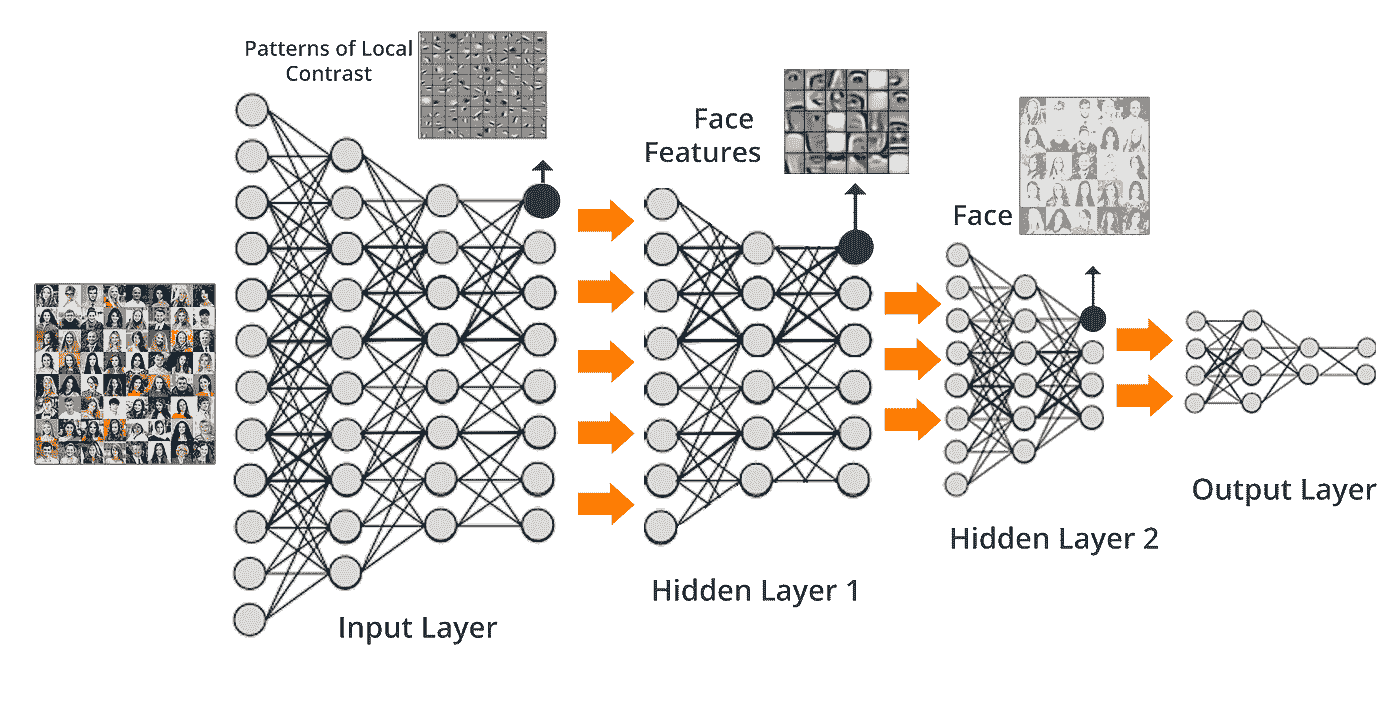 Patterns of Local
Contrast
Face
Features
Face
Input Layer
Hidden Layer 1
Hidden Layer 2
Output Layer